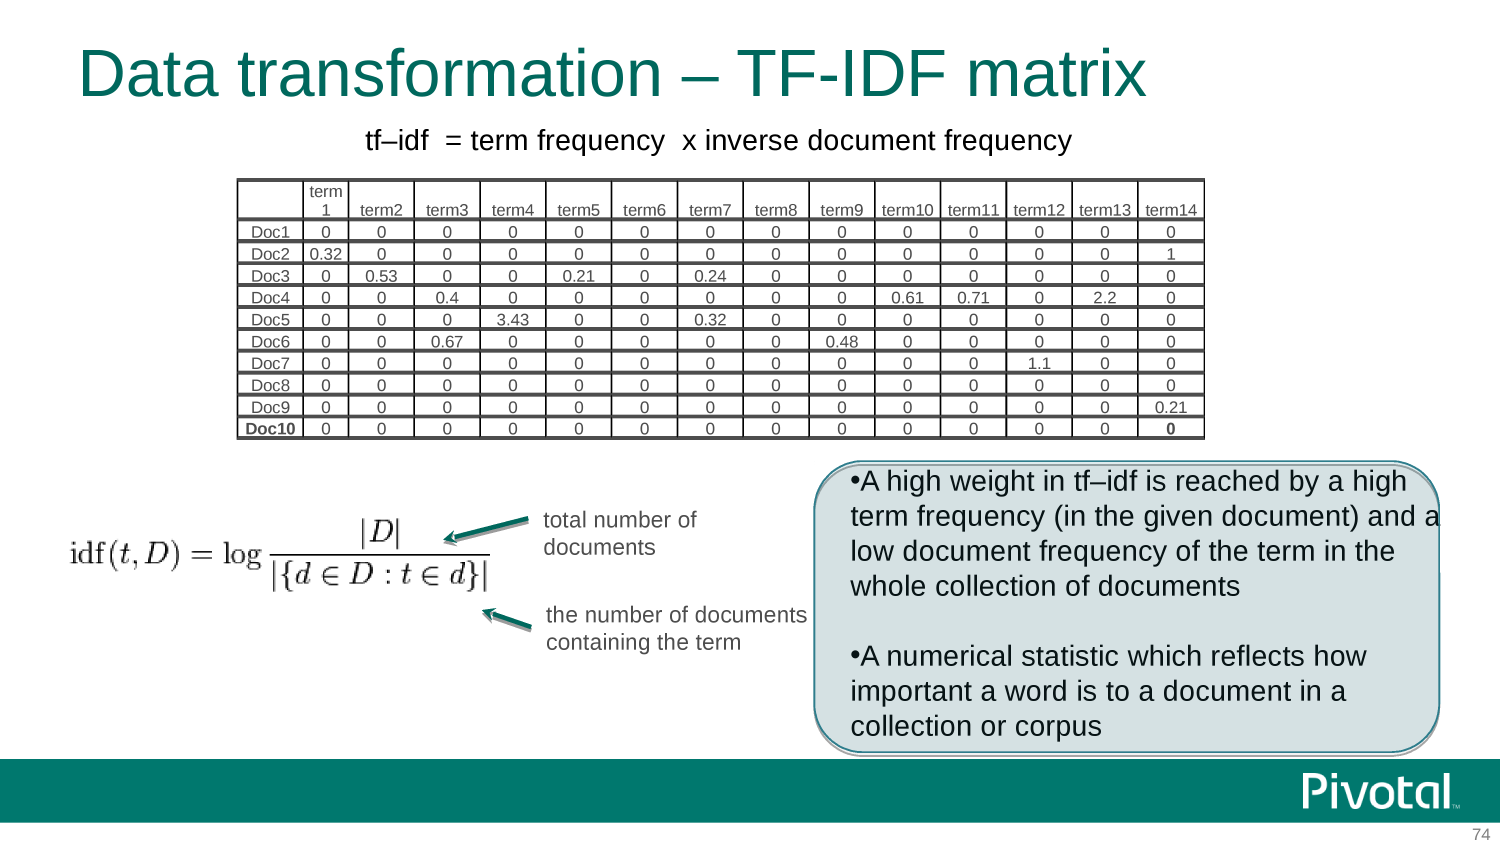 Data transformation – TF-IDF matrix
tf–idf = term frequency x inverse document frequency
term1 term2 term3 term4 term5 term6 term7 term8 term9 term10 term11 term12 term13 term14
Doc1 0 0 0 0 0 0 0 0 0 0 0 0 0 0
Doc2 0.32 0 0 0 0 0 0 0 0 0 0 0 0 1
Doc3 0 0.53 0 0 0.21 0 0.24 0 0 0 0 0 0 0
Doc4 0 0 0.4 0 0 0 0 0 0 0.61 0.71 0 2.2 0
Doc5 0 0 0 3.43 0 0 0.32 0 0 0 0 0 0 0
Doc6 0 0 0.67 0 0 0 0 0 0.48 0 0 0 0 0
Doc7 0 0 0 0 0 0 0 0 0 0 0 1.1 0 0
Doc8 0 0 0 0 0 0 0 0 0 0 0 0 0 0
Doc9 0 0 0 0 0 0 0 0 0 0 0 0 0 0.21
Doc10 0 0 0 0 0 0 0 0 0 0 0 0 0 0
idf(t, D) = log |D| / |{d ∈ D : t ∈ d}|
total number of
documents
the number of documents
containing the term
•A high weight in tf–idf is reached by a high
term frequency (in the given document) and a
low document frequency of the term in the
whole collection of documents
•A numerical statistic which reflects how
important a word is to a document in a
collection or corpus
Pivotal™
74